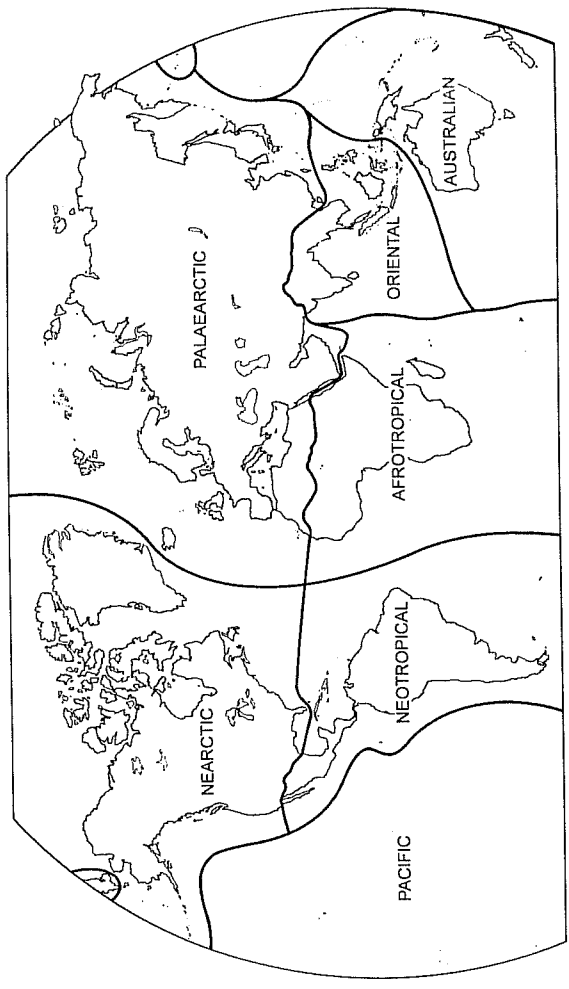 NEARCTIC
PALAEARCTIC
PACIFIC
NEOTROPICAL
AFROTROPICAL
ORIENTAL
AUSTRALIAN